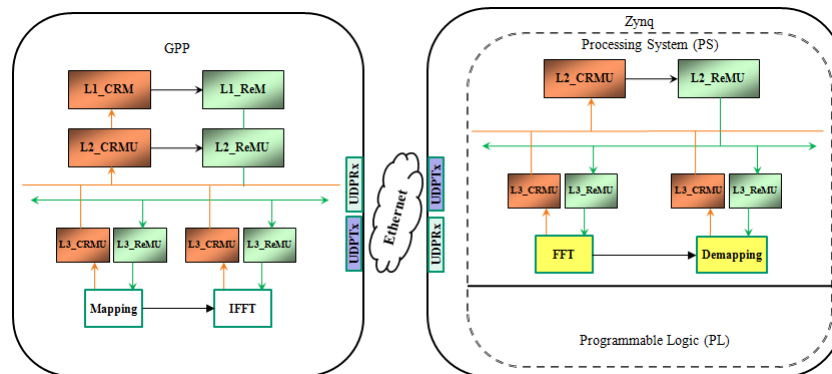 GPP
L1_CRM
L1_ReM
L2_CRMU
L2_ReMU
L3_CRMU
L3_ReMU
L3_CRMU
L3_ReMU
Mapping
IFFT
UDPRx
UDPTx
Ethernet
UDPTx
UDPRx
Zynq
Processing System (PS)
L2_CRMU
L2_ReMU
L3_CRMU
L3_ReMU
L3_CRMU
L3_ReMU
FFT
Demapping
Programmable Logic (PL)